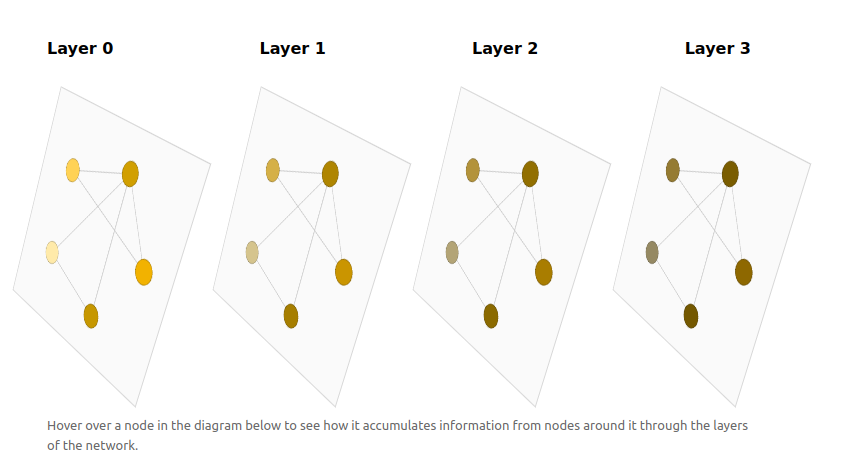 Layer 0 Layer 1 Layer 2 Layer 3
Hover over a node in the diagram below to see how it accumulates information from nodes around it through the layers
of the network.